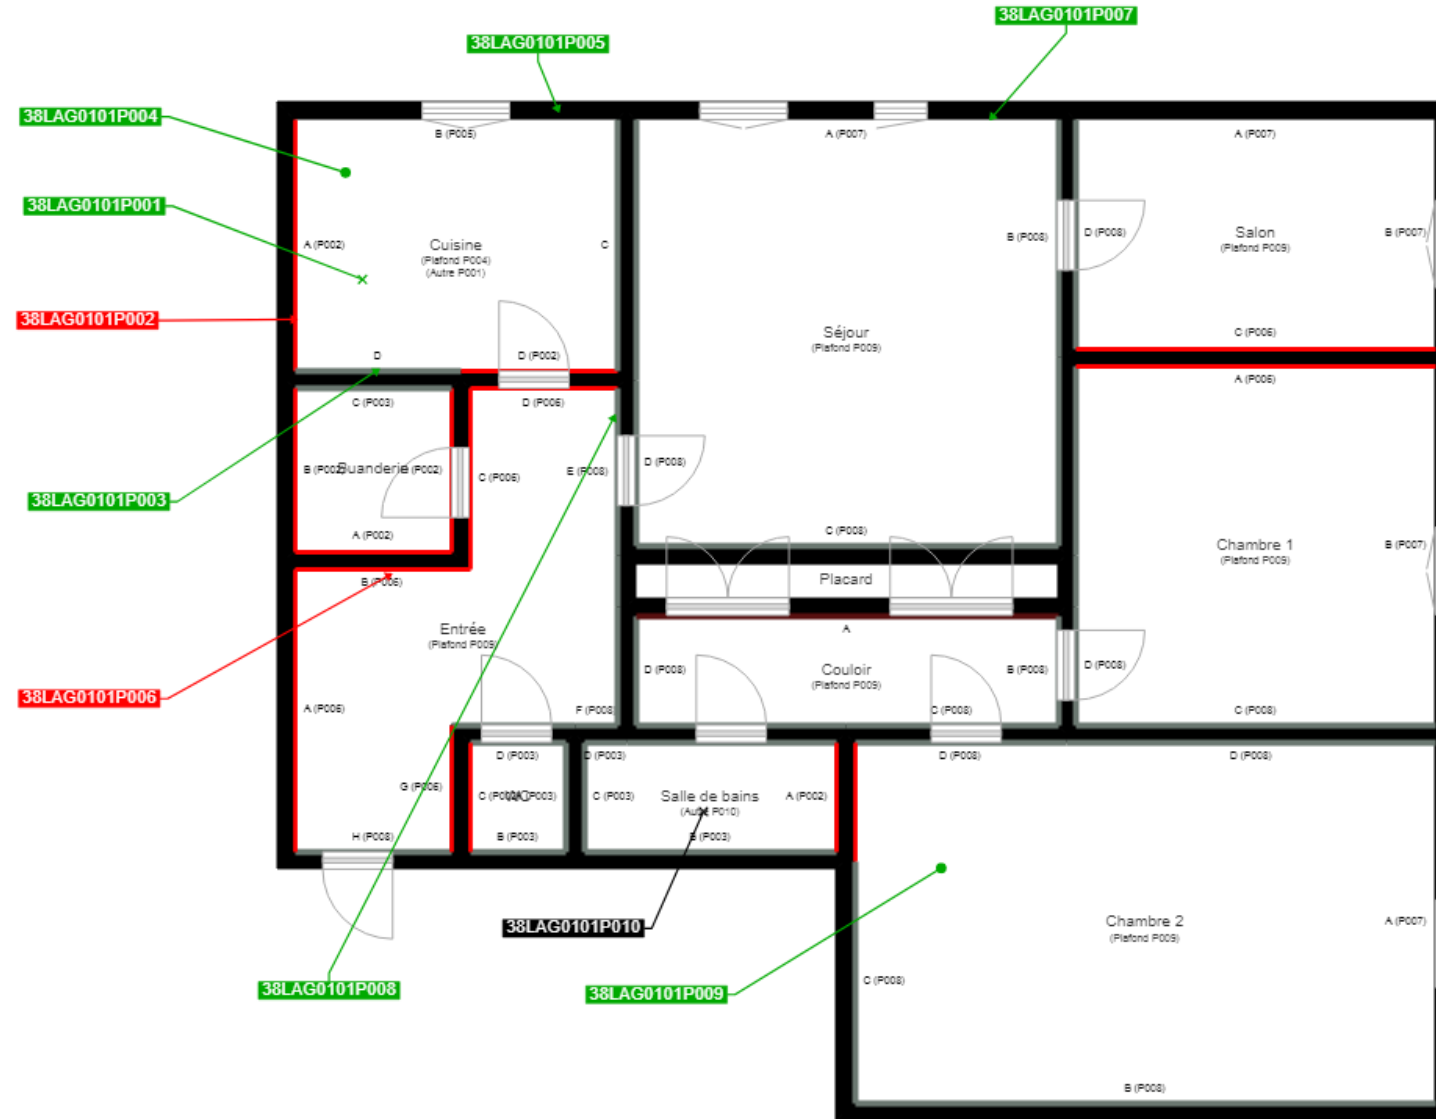 38LAG0101P007
38LAG0101P005
38LAG0101P004
B (P005)
A (P007)
A (P007)
38LAG0101P001
A (P002)
Cuisine
(Plafond P004)
(Autre P001)
C
B (P008)
D (P008)
Salon
(Plafond P009)
B (P007)
38LAG0101P002
Séjour
(Plafond P009)
C (P006)
D
D (P002)
A (P006)
C (P003)
D (P006)
B (P002)
Buanderie
(P002)
C (P006)
E (P008)
D (P008)
38LAG0101P003
A (P002)
C (P008)
Chambre 1
(Plafond P009)
B (P007)
B (P006)
Placard
Entrée
(Plafond P009)
A
D (P008)
Couloir
(Plafond P009)
B (P008)
D (P008)
38LAG0101P006
A (P006)
F (P008)
C (P008)
C (P008)
D (P003)
D (P003)
D (P008)
D (P008)
G (P006)
WC
(P003)
C (P003)
Salle de bains
(Autre P010)
A (P002)
H (P008)
B (P003)
B (P003)
38LAG0101P010
Chambre 2
(Plafond P009)
A (P007)
38LAG0101P008
38LAG0101P009
C (P008)
B (P008)